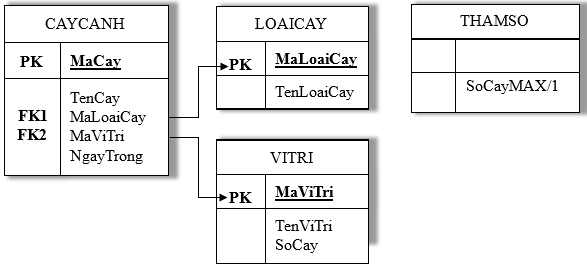 CAYCANH
PK MaCay
TenCay
FK1 MaLoaiCay
FK2 MaViTri
NgayTrong
LOAICAY
PK MaLoaiCay
TenLoaiCay
VITRI
PK MaViTri
TenViTri
SoCay
THAMSO
SoCayMAX/1